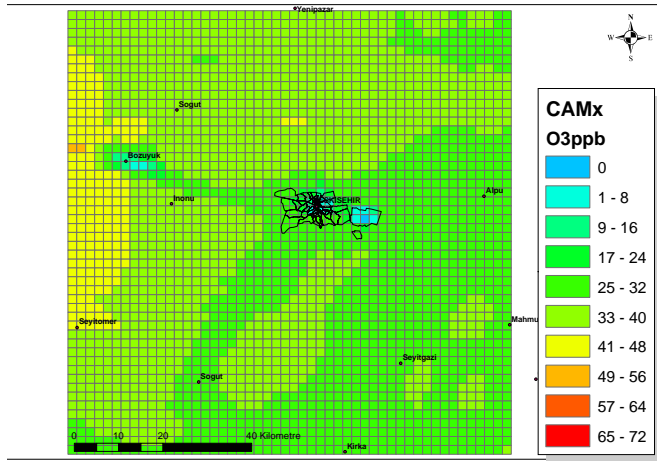 Yenipazar
N
W E
S
Sogut
CAMx
O3ppb
Bozuyuk
0
1 - 8
Inonu
Alpu
ESKISEHIR
9 - 16
17 - 24
25 - 32
33 - 40
Seyitomer
Mahmu
41 - 48
Seyitgazi
49 - 56
Sogut
57 - 64
0 10 20 40 Kilometre
65 - 72
Kirka